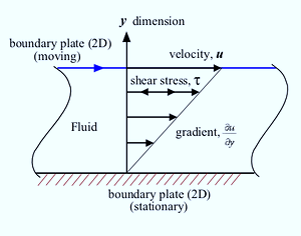 y dimension
boundary plate (2D)
(moving)
velocity, u
shear stress, τ
Fluid
gradient, ∂u/∂y
boundary plate (2D)
(stationary)